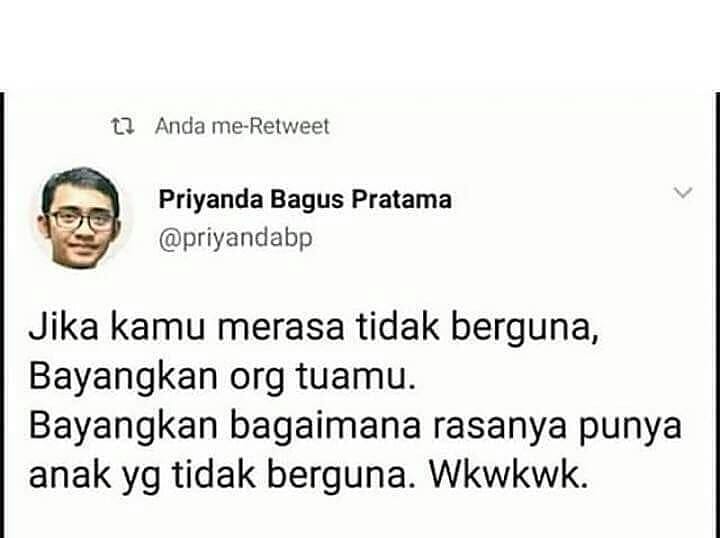 Anda me-Retweet
Priyanda Bagus Pratama
@priyandabp
Jika kamu merasa tidak berguna,
Bayangkan org tuamu.
Bayangkan bagaimana rasanya punya
anak yg tidak berguna. Wkwkwk.